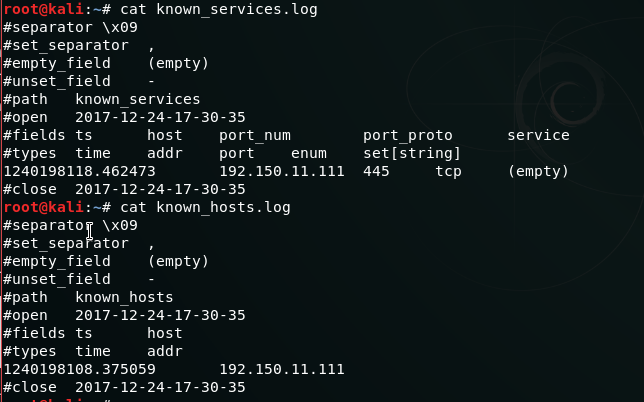 root@kali:~# cat known_services.log
#separator \x09
#set_separator	,
#empty_field	(empty)
#unset_field	-
#path	known_services
#open	2017-12-24-17-30-35
#fields	ts	host	port_num	port_proto	service
#types	time	addr	port	enum	set[string]
1240198118.462473	192.150.11.111	445	tcp	(empty)
#close	2017-12-24-17-30-35
root@kali:~# cat known_hosts.log
#separator \x09
#set_separator	,
#empty_field	(empty)
#unset_field	-
#path	known_hosts
#open	2017-12-24-17-30-35
#fields	ts	host
#types	time	addr
1240198108.375059	192.150.11.111
#close	2017-12-24-17-30-35